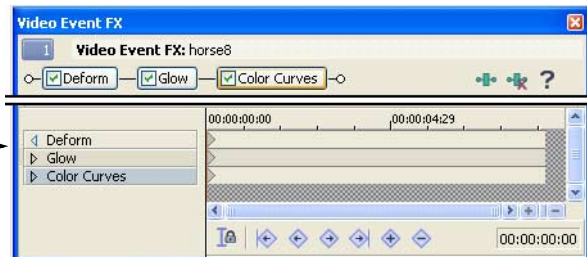 Video Event FX
1 Video Event FX: horse8
Deform Glow Color Curves ?
00:00:00:00 00:00:04:29
Deform
Glow
Color Curves
00:00:00:00